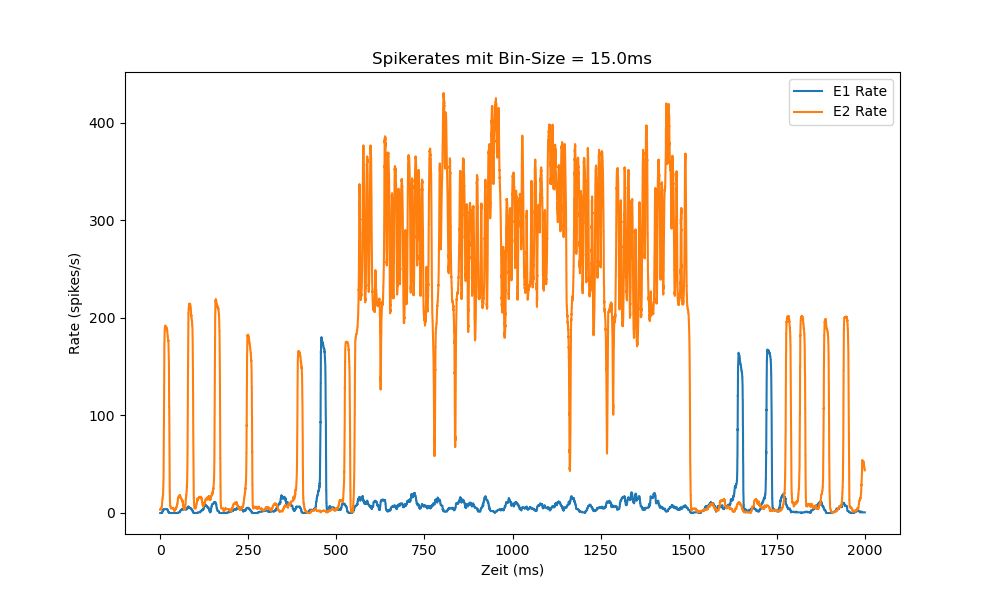 Spikerates mit Bin-Size = 15.0ms
E1 Rate
E2 Rate
400
300
200
100
0
Rate (spikes/s)
0 250 500 750 1000 1250 1500 1750 2000
Zeit (ms)